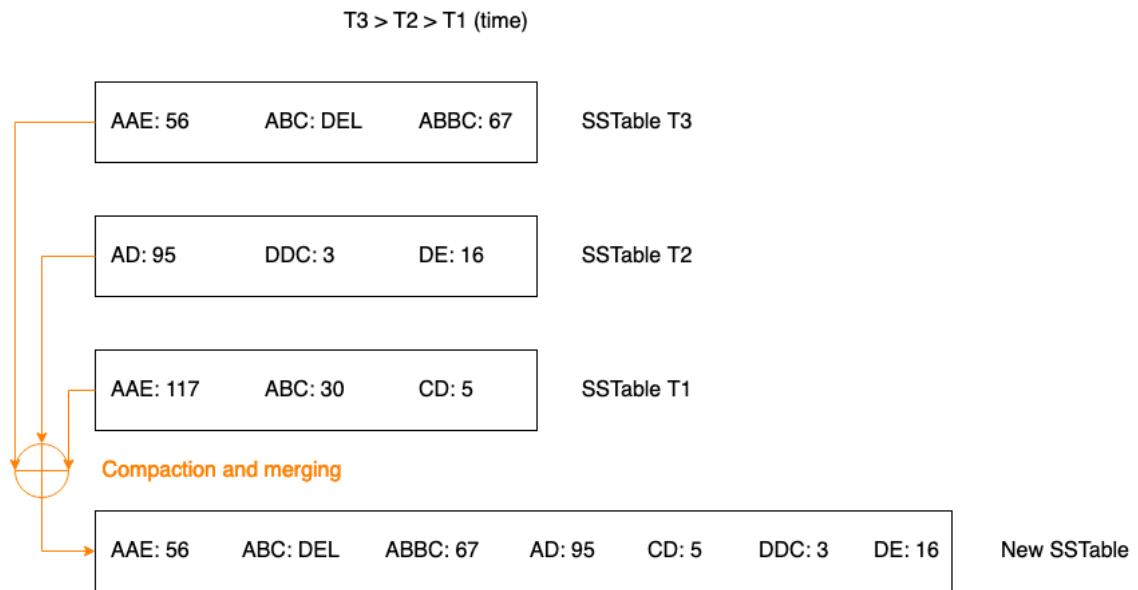 T3 > T2 > T1 (time)
AAE: 56 ABC: DEL ABBC: 67 SSTable T3
AD: 95 DDC: 3 DE: 16 SSTable T2
AAE: 117 ABC: 30 CD: 5 SSTable T1
Compaction and merging
AAE: 56 ABC: DEL ABBC: 67 AD: 95 CD: 5 DDC: 3 DE: 16 New SSTable